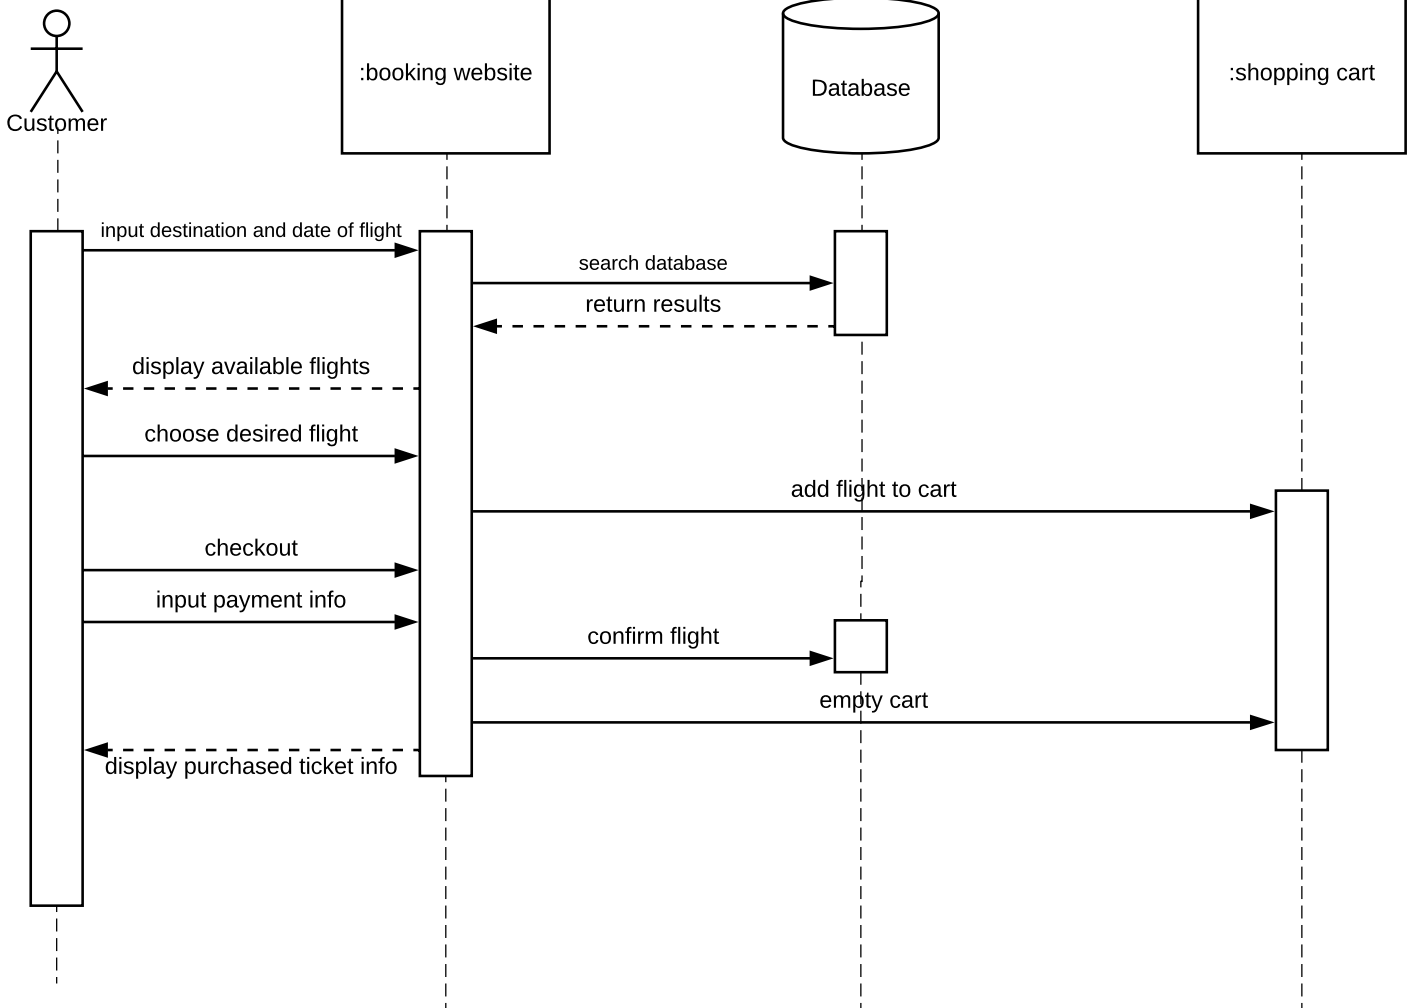 Customer
:booking website
Database
:shopping cart
input destination and date of flight
search database
return results
display available flights
choose desired flight
add flight to cart
checkout
input payment info
confirm flight
empty cart
display purchased ticket info